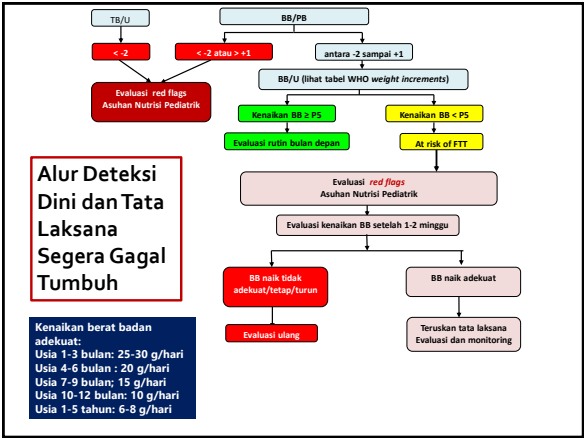 TB/U
BB/PB
< -2
< -2 atau > +1
antara -2 sampai +1
Evaluasi red flags
Asuhan Nutrisi Pediatrik
BB/U (lihat tabel WHO weight increments)
Kenaikan BB ≥ P5
Kenaikan BB < P5
Evaluasi rutin bulan depan
At risk of FTT
Alur Deteksi
Dini dan Tata
Laksana
Segera Gagal
Tumbuh
Evaluasi red flags
Asuhan Nutrisi Pediatrik
Evaluasi kenaikan BB setelah 1-2 minggu
BB naik tidak
adekuat/tetap/turun
BB naik adekuat
Evaluasi ulang
Teruskan tata laksana
Evaluasi dan monitoring
Kenaikan berat badan
adekuat:
Usia 1-3 bulan: 25-30 g/hari
Usia 4-6 bulan : 20 g/hari
Usia 7-9 bulan; 15 g/hari
Usia 10-12 bulan: 10 g/hari
Usia 1-5 tahun: 6-8 g/hari